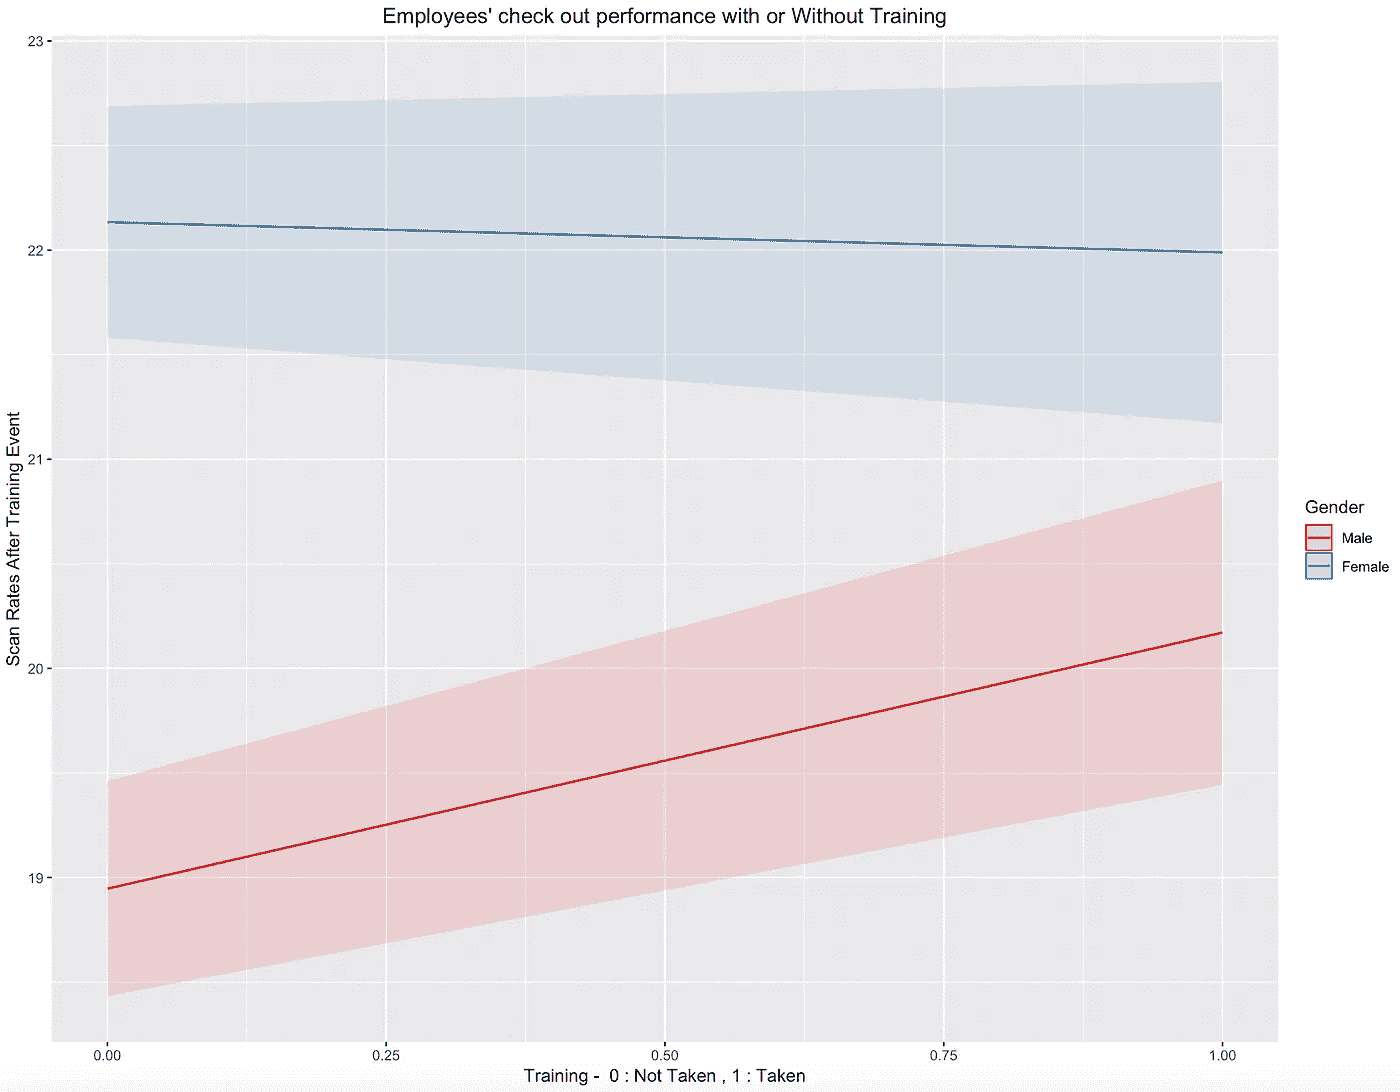 Employees' check out performance with or Without Training
23
22
21
20
19
Scan Rates After Training Event
0.00 0.25 0.50 0.75 1.00
Training -  0 : Not Taken , 1 : Taken
Gender
Male
Female